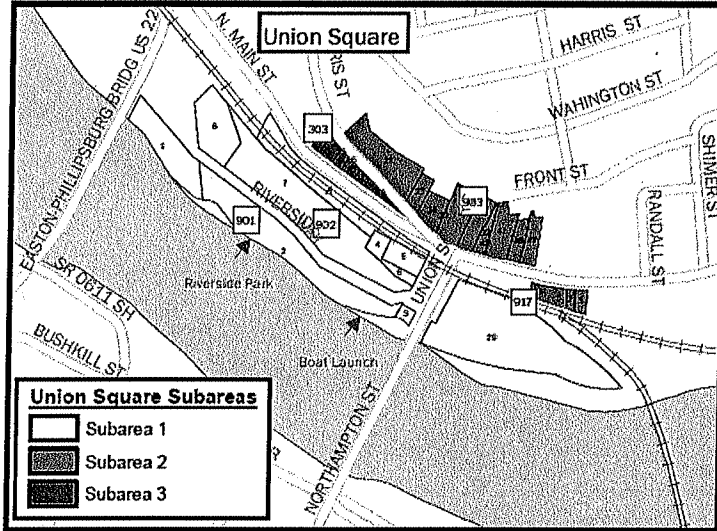 Union Square
EASTON-PHILLIPSBURG BRIDG US 22
N MAIN ST
RIS ST
HARRIS ST
WAHINGTON ST
FRONT ST
SHIMER ST
RANDALL ST
303
983
901
902
917
RIVERSIDE
UNION S
Riverside Park
Boat Launch
SR 0611 SH
BUSHKILL ST
NORTHAMPTON ST
Union Square Subareas
Subarea 1
Subarea 2
Subarea 3